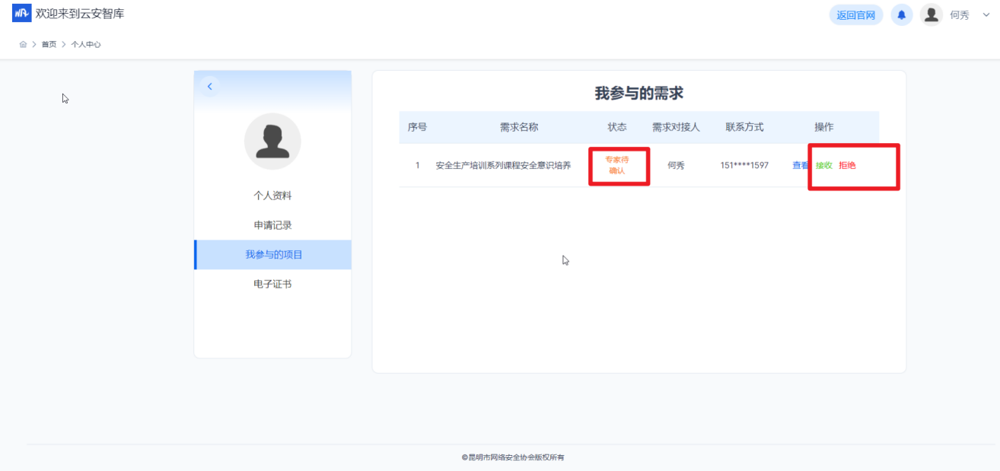 欢迎来到云安智库
返回官网
何秀
首页 > 个人中心
我参与的需求
序号 需求名称 状态 需求对接人 联系方式 操作
1 安全生产培训系列课程安全意识培养 专家待 何秀 151****1597 查看 接收 拒绝
确认
个人资料
申请记录
我参与的项目
电子证书
©昆明市网络安全协会版权所有